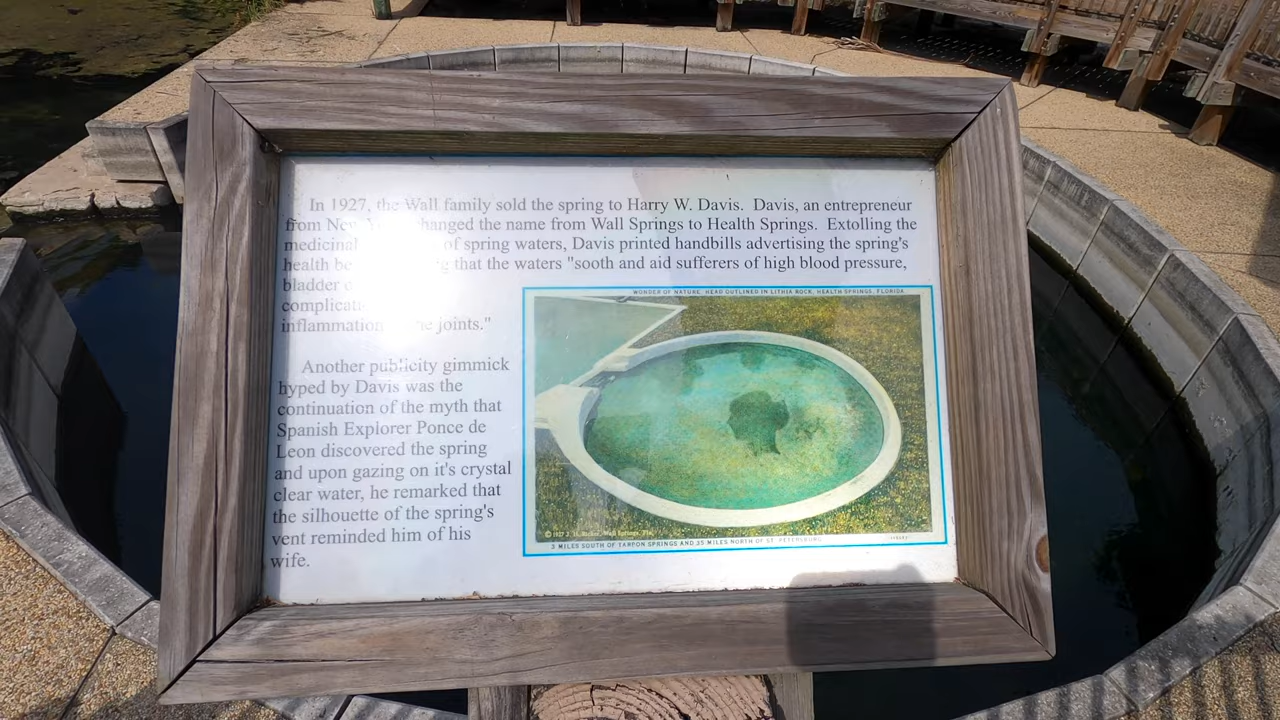 In 1927, the Wall family sold the spring to Harry W. Davis. Davis, an entrepreneur
from New changed the name from Wall Springs to Health Springs. Extolling the
medicinal of spring waters, Davis printed handbills advertising the spring's
health that the waters "sooth and aid sufferers of high blood pressure,
bladder
inflammation joints."
Another publicity gimmick
hyped by Davis was the
continuation of the myth that
Spanish Explorer Ponce de
Leon discovered the spring
and upon gazing on it's crystal
clear water, he remarked that
the silhouette of the spring's
vent reminded him of his
wife.
WONDER OF NATURE, HEAD OUTLINED IN LITHIA ROCK, HEALTH SPRINGS, FLORIDA
© 1927 J. Wall Springs, Fla.
3 MILES SOUTH OF TARPON SPRINGS AND 35 MILES NORTH OF ST. PETERSBURG